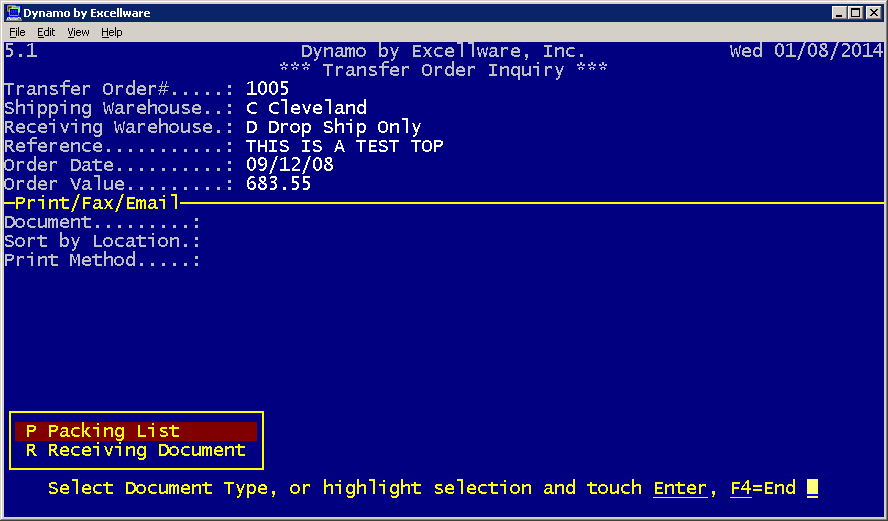 Dynamo by Excellware
File Edit View Help
5.1 Dynamo by Excellware, Inc. Wed 01/08/2014
*** Transfer Order Inquiry ***
Transfer Order#.....: 1005
Shipping Warehouse..: C Cleveland
Receiving Warehouse.: D Drop Ship Only
Reference...........: THIS IS A TEST TOP
Order Date..........: 09/12/08
Order Value.........: 683.55
Print/Fax/Email
Document.........:
Sort by Location.:
Print Method.....:
P Packing List
R Receiving Document
Select Document Type, or highlight selection and touch Enter, F4=End